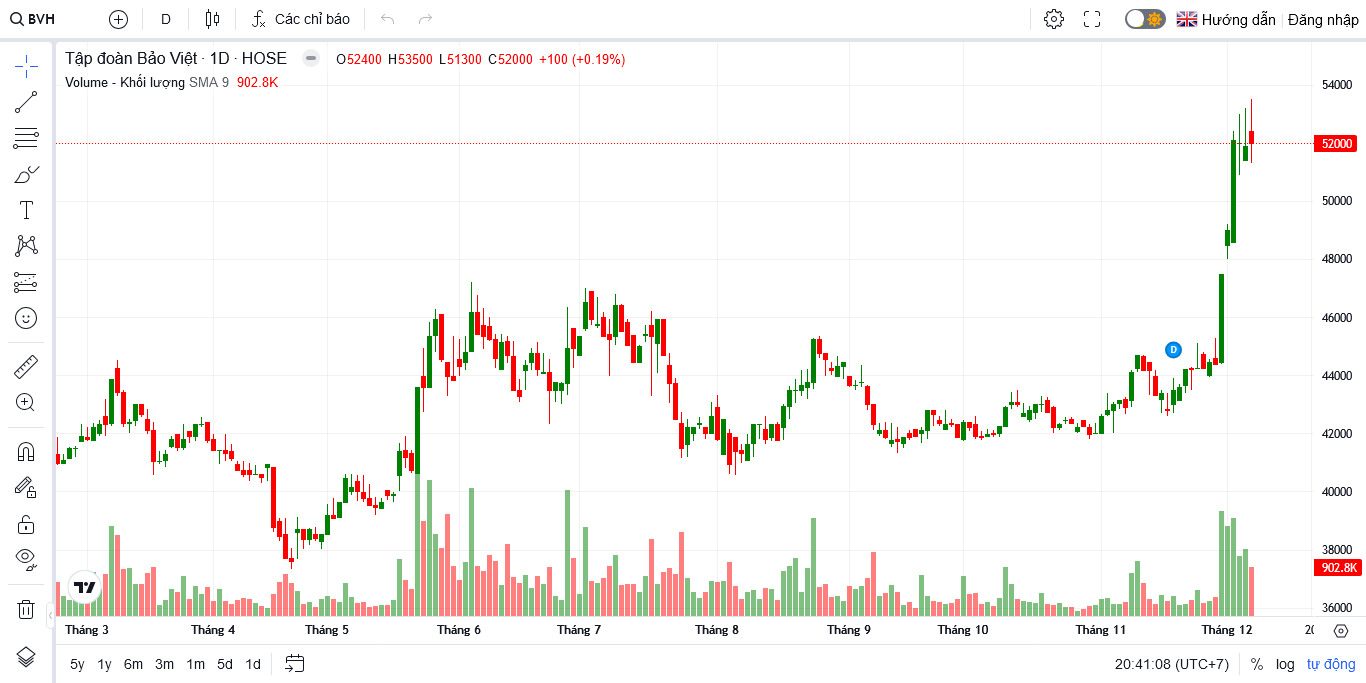 BVH D Các chỉ báo Hướng dẫn Đăng nhập
Tập đoàn Bảo Việt · 1D · HOSE O52400 H53500 L51300 C52000 +100 (+0.19%)
Volume - Khối lượng SMA 9 902.8K
54000
52000
50000
48000
46000
D
44000
42000
40000
38000
902.8K
36000
Tháng 3 Tháng 4 Tháng 5 Tháng 6 Tháng 7 Tháng 8 Tháng 9 Tháng 10 Tháng 11 Tháng 12
5y 1y 6m 3m 1m 5d 1d 20:41:08 (UTC+7) % log tự động